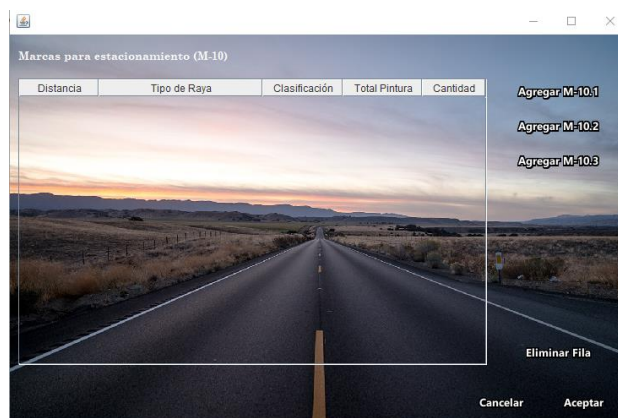 Marcas para estacionamiento (M-10)
Distancia Tipo de Raya Clasificación Total Pintura Cantidad
Agregar M-10.1
Agregar M-10.2
Agregar M-10.3
Eliminar Fila
Cancelar Aceptar